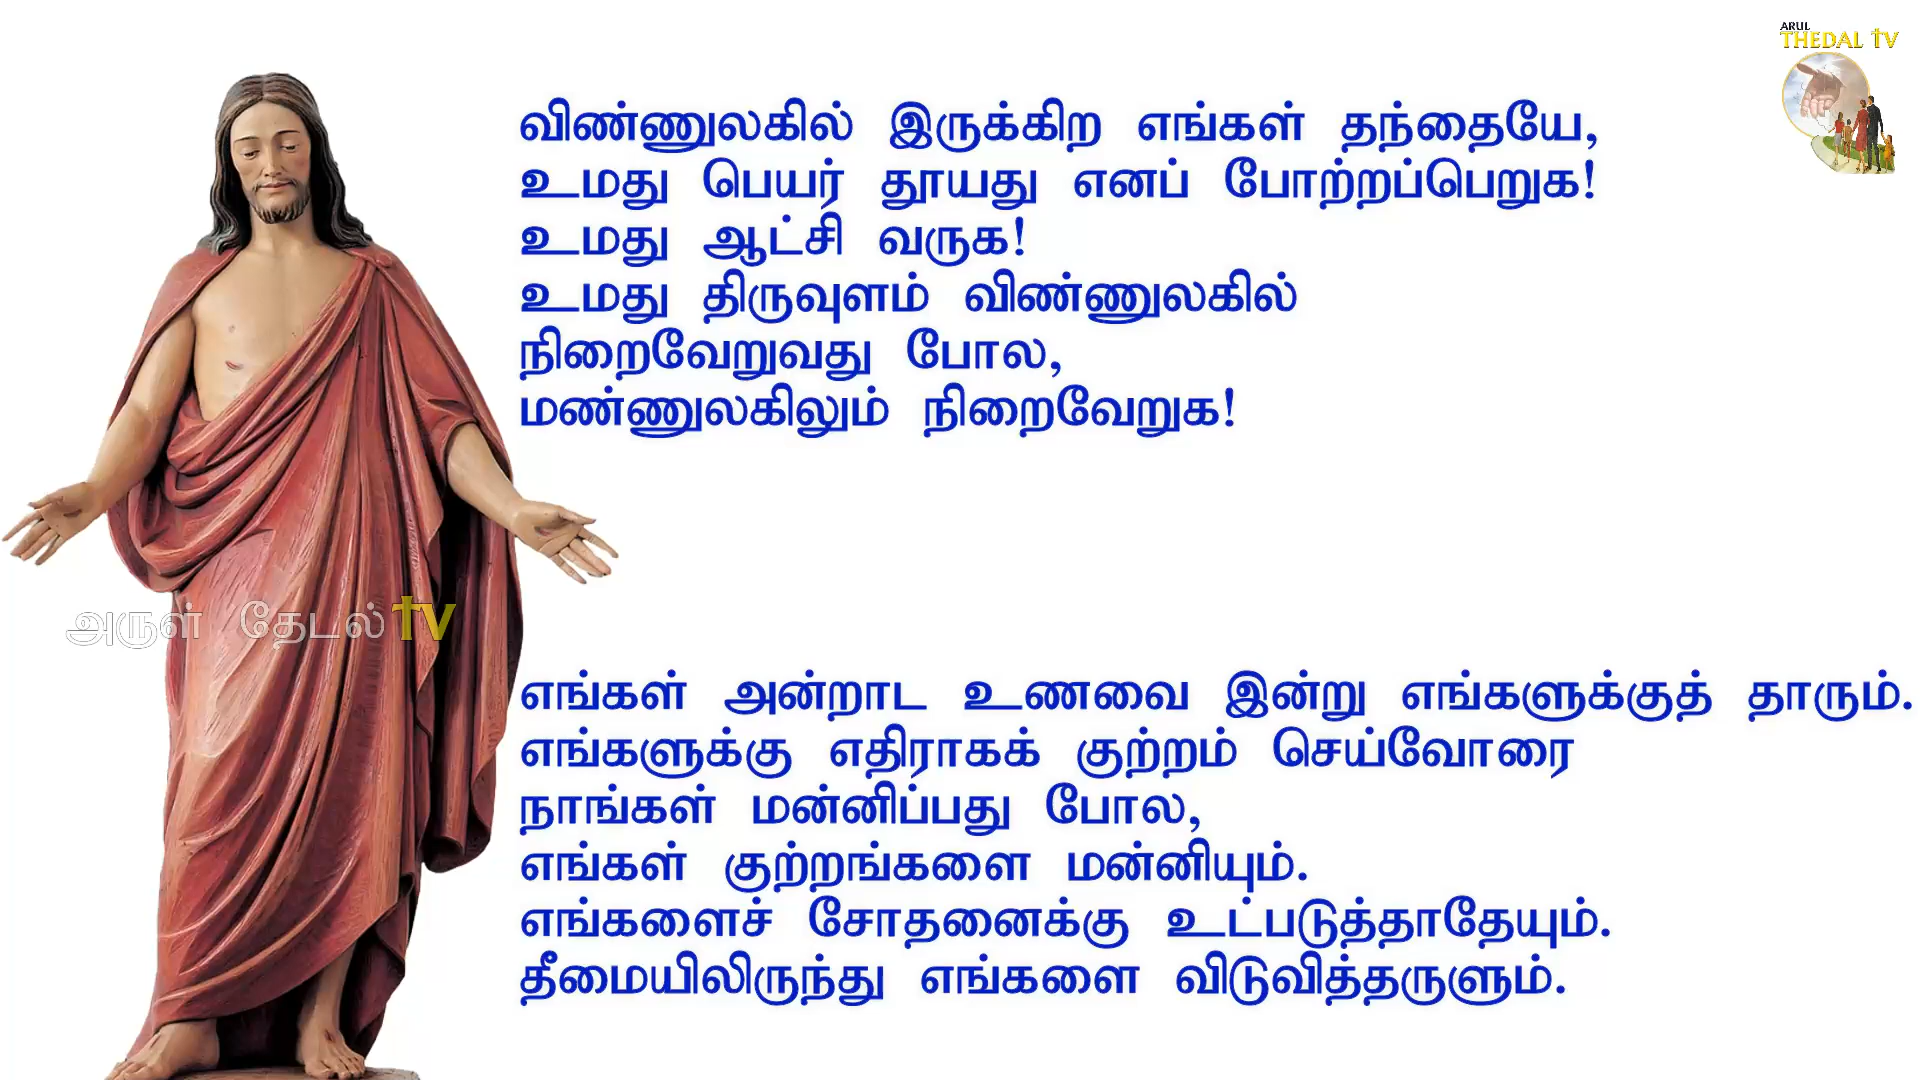 ARUL
THEDAL TV
விண்ணுலகில் இருக்கிற எங்கள் தந்தையே,
உமது பெயர் தூயது எனப் போற்றப்பெறுக!
உமது ஆட்சி வருக!
உமது திருவுளம் விண்ணுலகில்
நிறைவேறுவது போல,
மண்ணுலகிலும் நிறைவேறுக!
அருள் தேடல் TV
எங்கள் அன்றாட உணவை இன்று எங்களுக்குத் தாரும்.
எங்களுக்கு எதிராகக் குற்றம் செய்வோரை
நாங்கள் மன்னிப்பது போல,
எங்கள் குற்றங்களை மன்னியும்.
எங்களைச் சோதனைக்கு உட்படுத்தாதேயும்.
தீமையிலிருந்து எங்களை விடுவித்தருளும்.